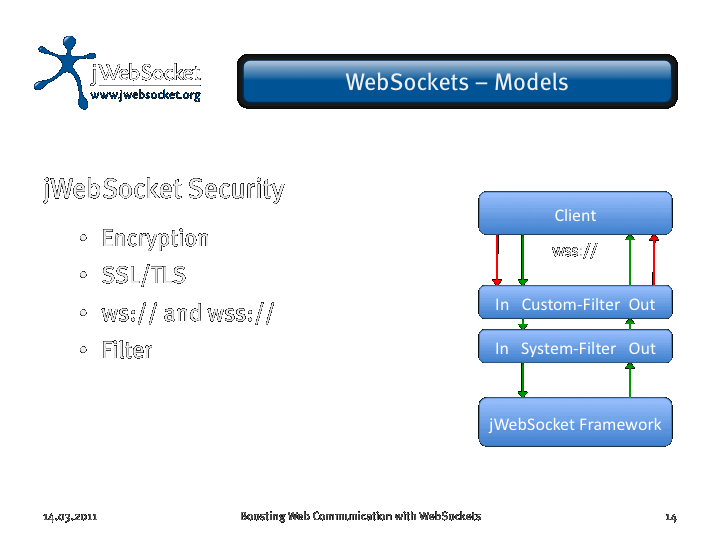 jWebSocket
www.jwebsocket.org
WebSockets – Models
jWebSocket Security
• Encryption
• SSL/TLS
• ws:// and wss://
• Filter
Client
wss://
In Custom-Filter Out
In System-Filter Out
jWebSocket Framework
14.03.2011 Boosting Web Communication with WebSockets 14